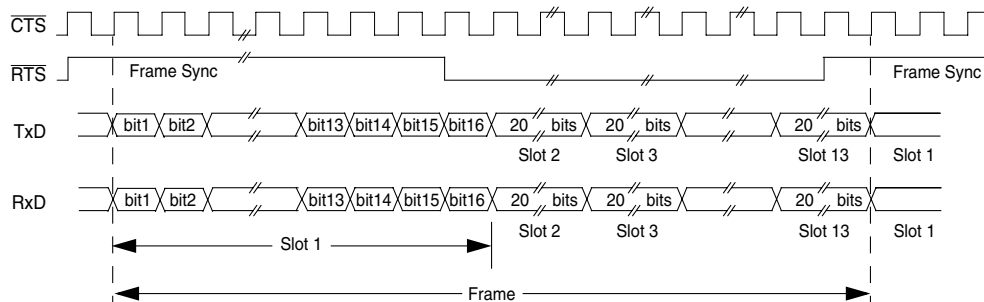 CTS
RTS Frame Sync Frame Sync
TxD bit1 bit2 bit13 bit14 bit15 bit16 20 bits 20 bits 20 bits
Slot 2 Slot 3 Slot 13 Slot 1
RxD bit1 bit2 bit13 bit14 bit15 bit16 20 bits 20 bits 20 bits
Slot 2 Slot 3 Slot 13 Slot 1
Slot 1
Frame